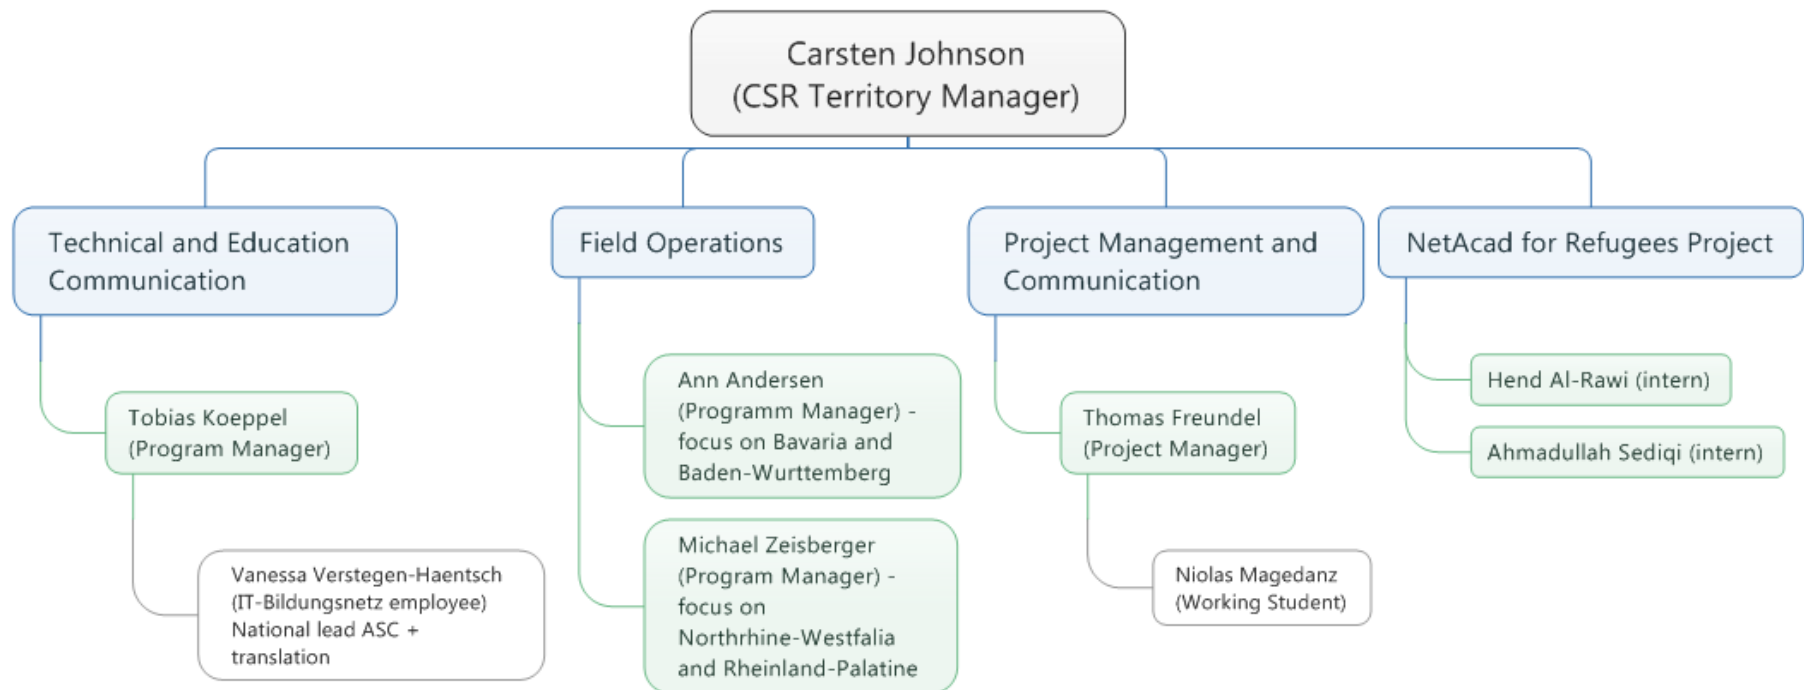 Carsten Johnson
(CSR Territory Manager)
Technical and Education
Communication
Tobias Koeppel
(Program Manager)
Vanessa Verstegen-Haentsch
(IT-Bildungsnetz employee)
National lead ASC +
translation
Field Operations
Ann Andersen
(Programm Manager) -
focus on Bavaria and
Baden-Wurttemberg
Michael Zeisberger
(Program Manager) -
focus on
Northrhine-Westfalia
and Rheinland-Palatine
Project Management and
Communication
Thomas Freundel
(Project Manager)
Niolas Magedanz
(Working Student)
NetAcad for Refugees Project
Hend Al-Rawi (intern)
Ahmadullah Sediqi (intern)